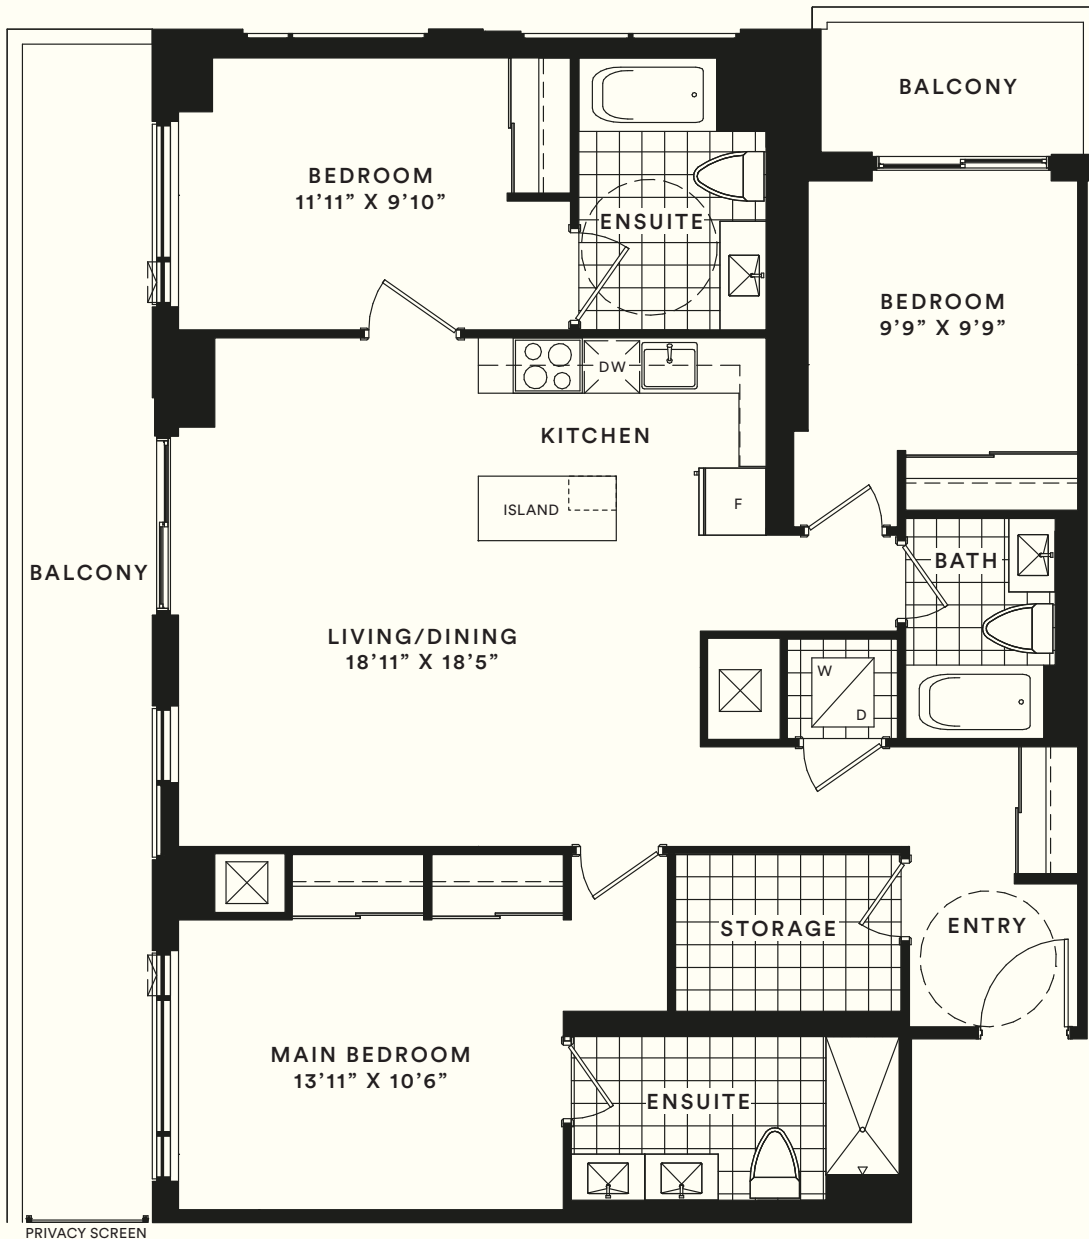 BALCONY
BEDROOM
11’11” X 9’10”
ENSUITE
BEDROOM
9’9” X 9’9”
DW
KITCHEN
ISLAND
F
BALCONY
BATH
LIVING/DINING
18’11” X 18’5”
W
D
STORAGE
ENTRY
MAIN BEDROOM
13’11” X 10’6”
ENSUITE
PRIVACY SCREEN